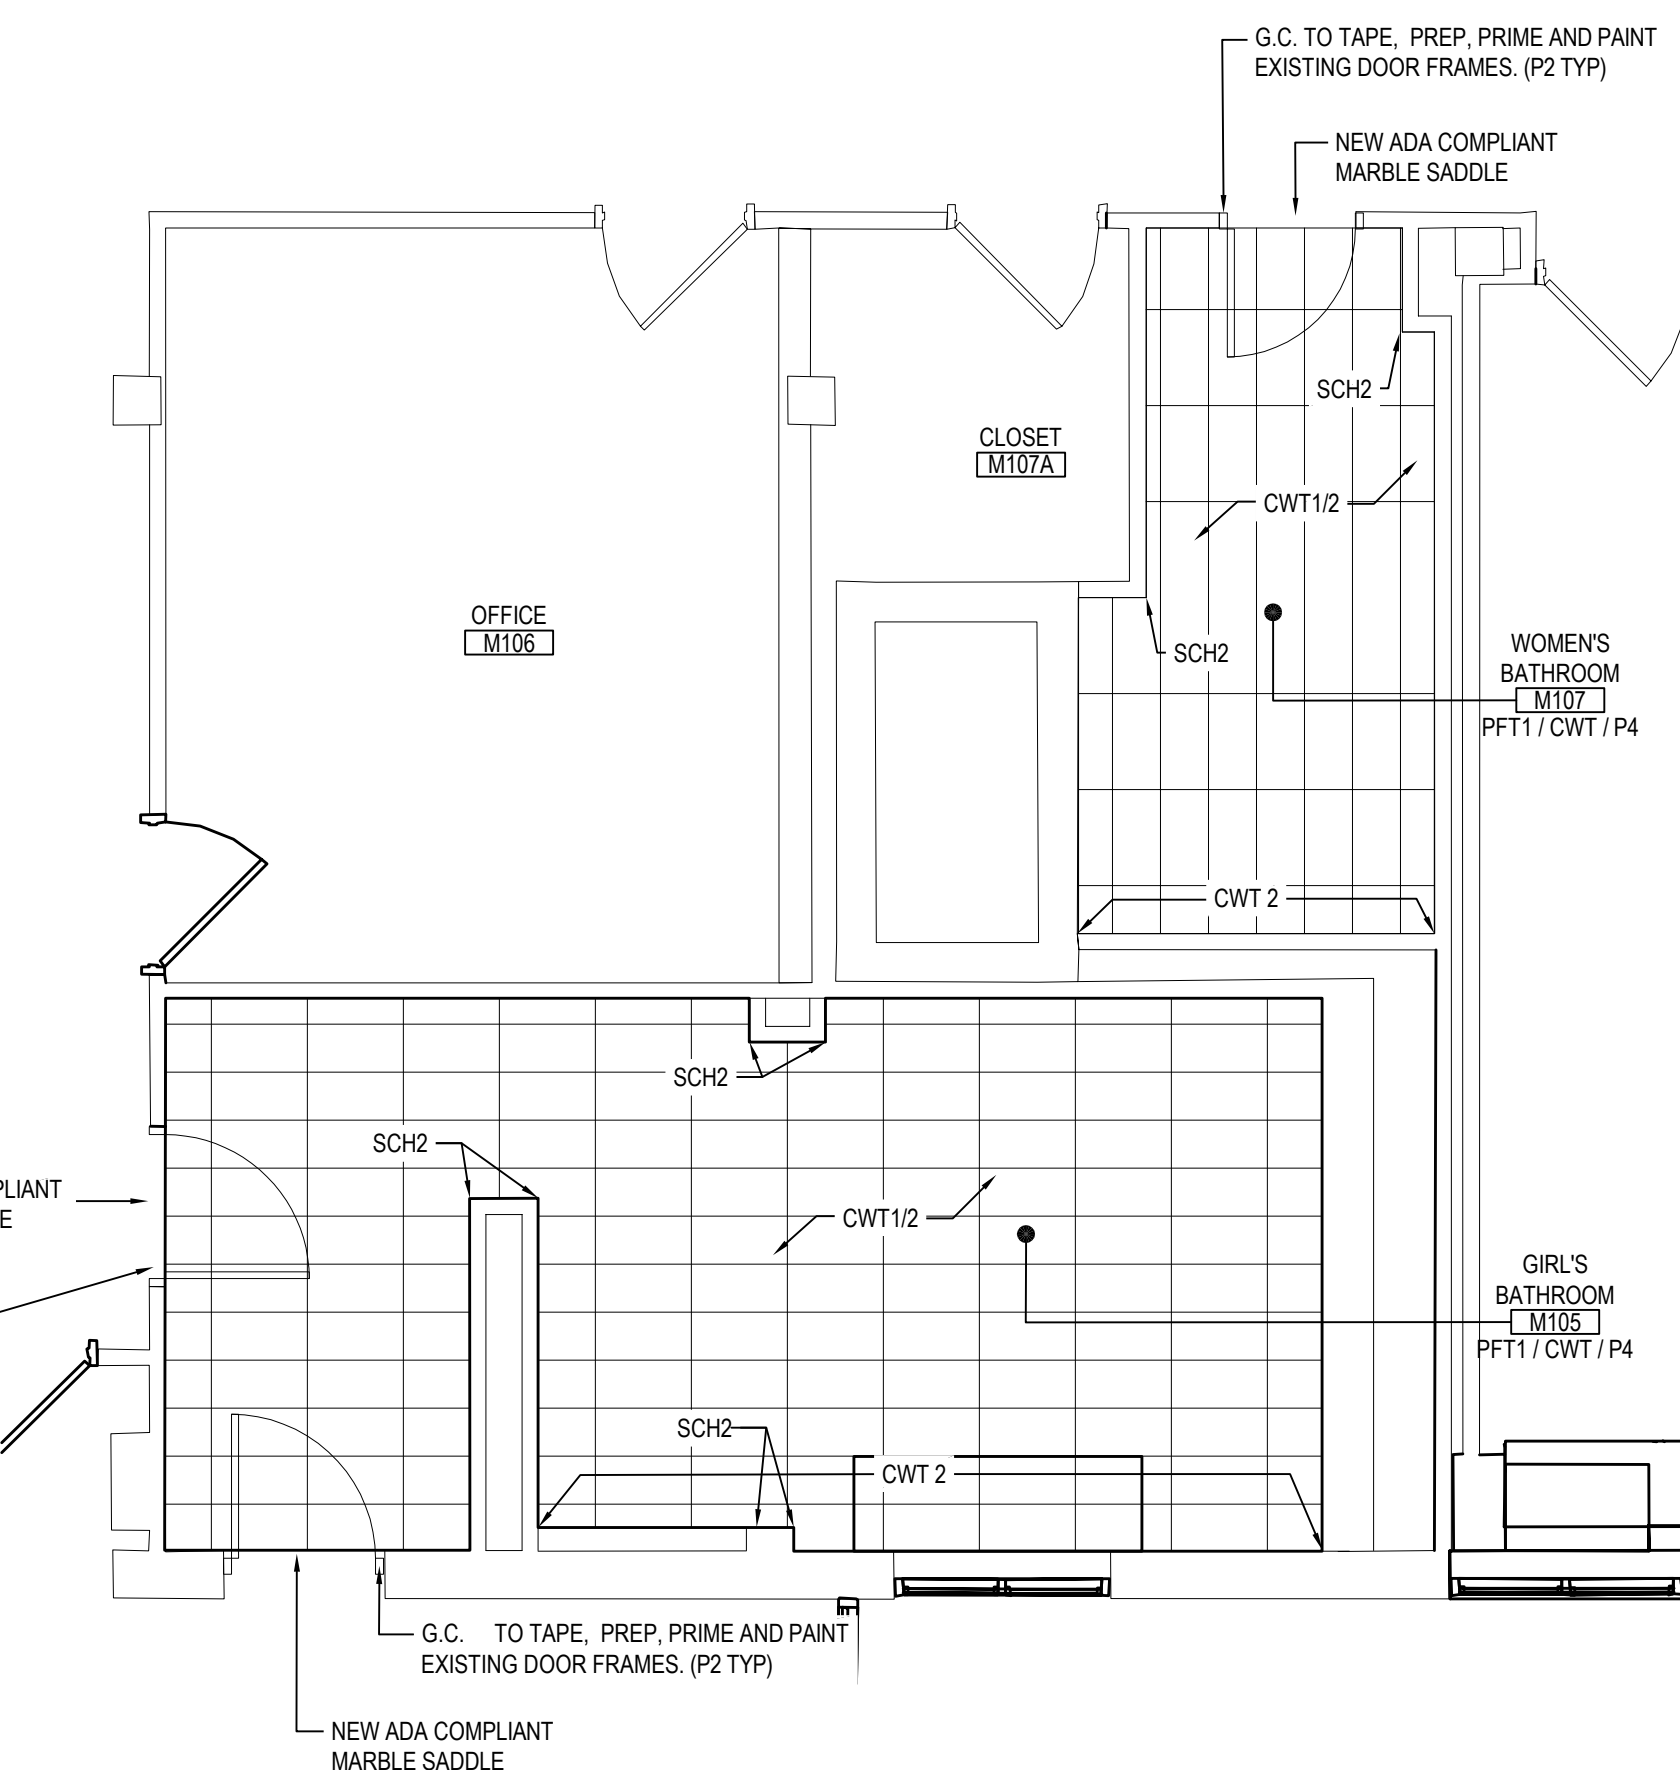 G.C. TO TAPE, PREP, PRIME AND PAINT
EXISTING DOOR FRAMES. (P2 TYP)
NEW ADA COMPLIANT
MARBLE SADDLE
SCH2
CLOSET
M107A
CWT1/2
OFFICE
M106
SCH2
WOMEN'S
BATHROOM
M107
PFT1 / CWT / P4
CWT 2
SCH2
SCH2
PLIANT
E
CWT1/2
GIRL'S
BATHROOM
M105
PFT1 / CWT / P4
SCH2
CWT 2
G.C. TO TAPE, PREP, PRIME AND PAINT
EXISTING DOOR FRAMES. (P2 TYP)
NEW ADA COMPLIANT
MARBLE SADDLE